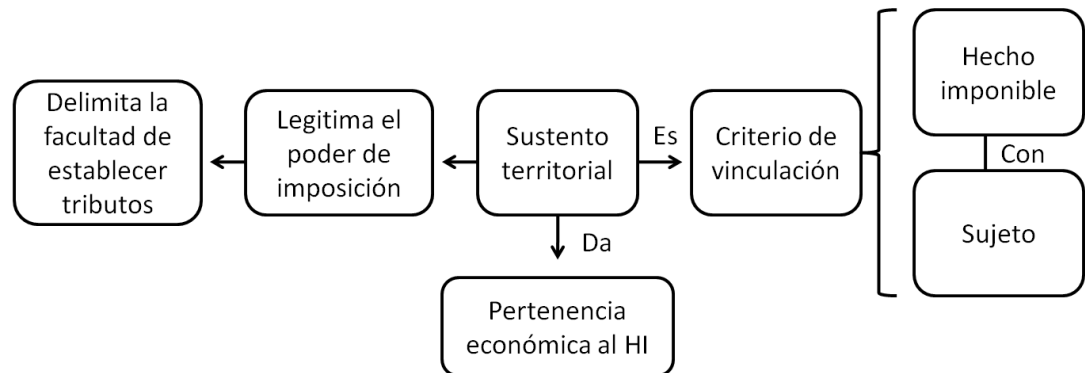 Delimita la
facultad de
establecer
tributos
Legitima el
poder de
imposición
Sustento
territorial
Es
Criterio de
vinculación
Hecho
imponible
Con
Sujeto
Da
Pertenencia
económica al HI